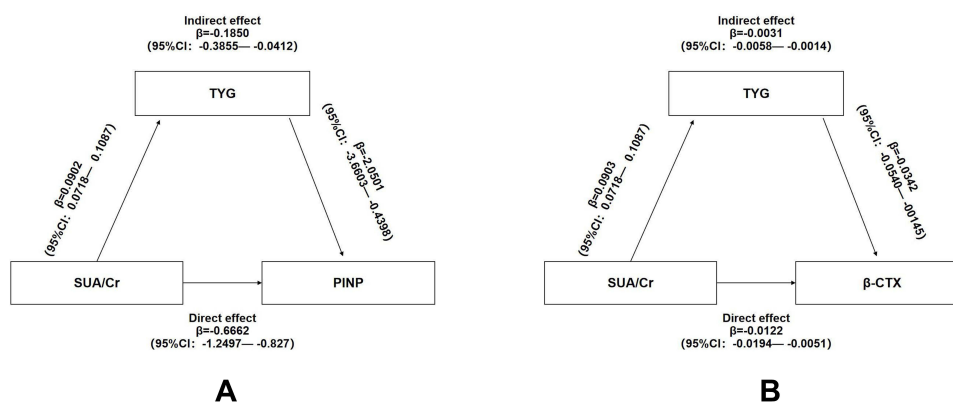 Indirect effect
β=-0.1850
(95%CI: -0.3855— -0.0412)
TYG
β=0.0902
(95%CI: 0.0718— 0.1087)
β=-2.0501
(95%CI: -3.6603— -0.4398)
SUA/Cr
PINP
Direct effect
β=-0.6662
(95%CI: -1.2497— -0.827)
A
Indirect effect
β=-0.0031
(95%CI: -0.0058— -0.0014)
TYG
β=0.0903
(95%CI: 0.0718— 0.1087)
β=-0.0342
(95%CI: -0.0540— -00145)
SUA/Cr
β-CTX
Direct effect
β=-0.0122
(95%CI: -0.0194— -0.0051)
B